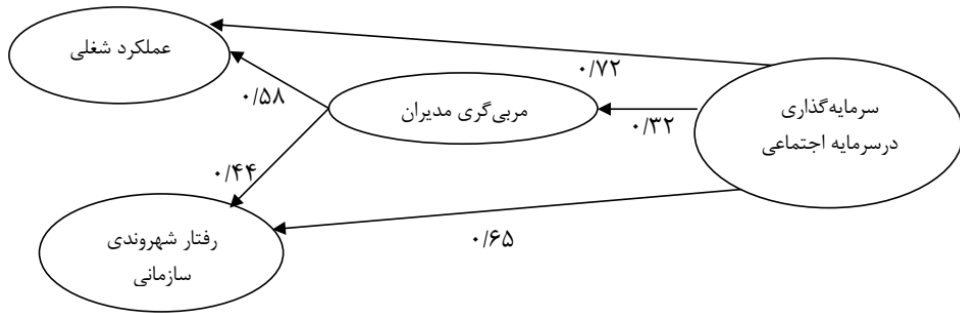 عملکرد شغلی
۰/۷۲
سرمایه‌گذاری
درسرمایه اجتماعی
۰/۵۸
مربی‌گری مدیران
۰/۳۲
۰/۴۴
رفتار شهروندی
سازمانی
۰/۶۵